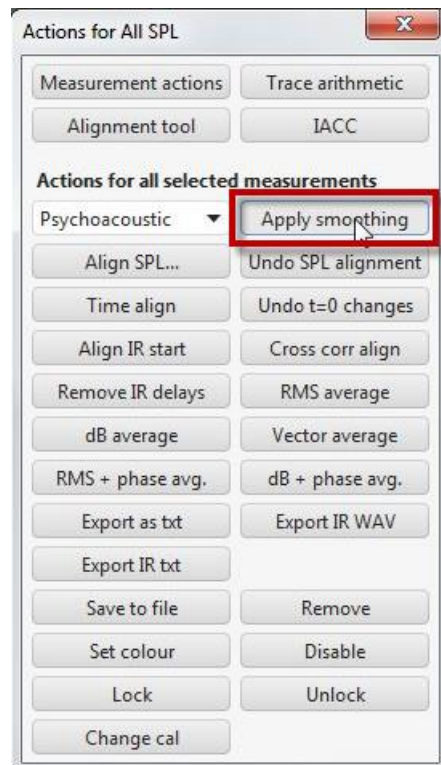 Actions for All SPL
Measurement actions Trace arithmetic
Alignment tool IACC
Actions for all selected measurements
Psychoacoustic Apply smoothing
Align SPL... Undo SPL alignment
Time align Undo t=0 changes
Align IR start Cross corr align
Remove IR delays RMS average
dB average Vector average
RMS + phase avg. dB + phase avg.
Export as txt Export IR WAV
Export IR txt
Save to file Remove
Set colour Disable
Lock Unlock
Change cal